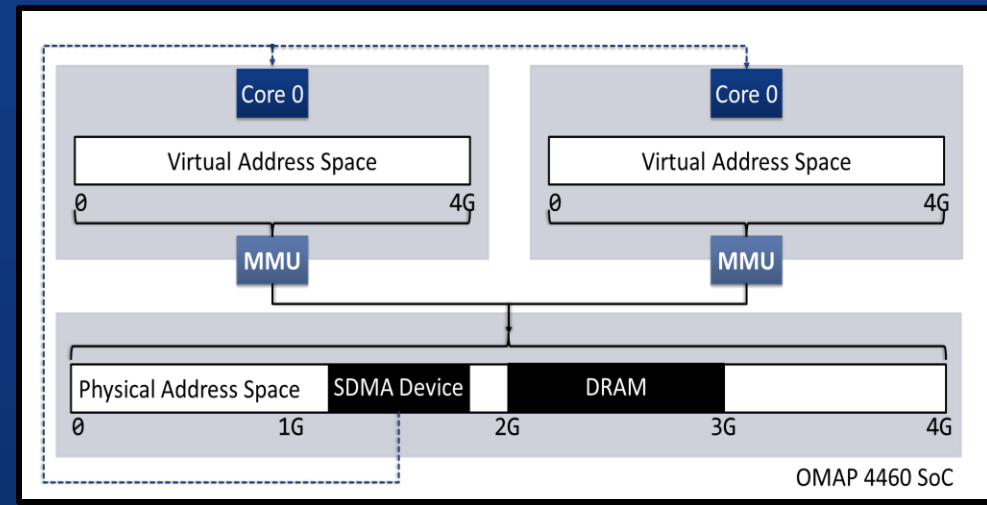 Core 0 Core 0
Virtual Address Space Virtual Address Space
0 4G 0 4G
MMU MMU
Physical Address Space SDMA Device DRAM
0 1G 2G 3G 4G
OMAP 4460 SoC